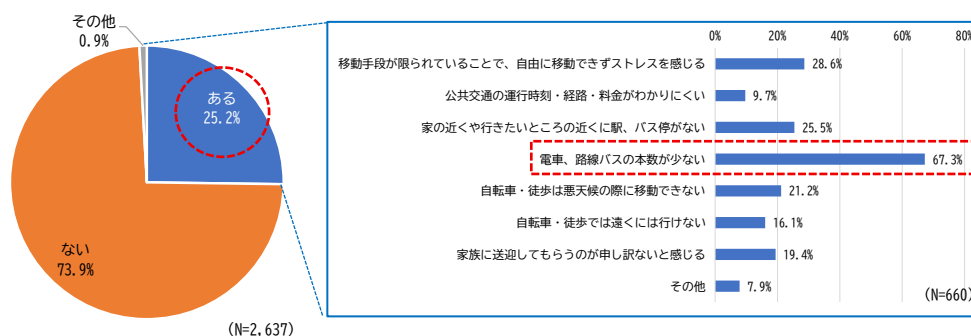 その他
0.9%
ある
25.2%
ない
73.9%
(N=2,637)
0% 20% 40% 60% 80%
移動手段が限られていることで、自由に移動できずストレスを感じる 28.6%
公共交通の運行時刻・経路・料金がわかりにくい 9.7%
家の近くや行きたいところの近くに駅、バス停がない 25.5%
電車、路線バスの本数が少ない 67.3%
自転車・徒歩は悪天候の際に移動できない 21.2%
自転車・徒歩では遠くには行けない 16.1%
家族に送迎してもらうのが申し訳ないと感じる 19.4%
その他 7.9%
(N=660)